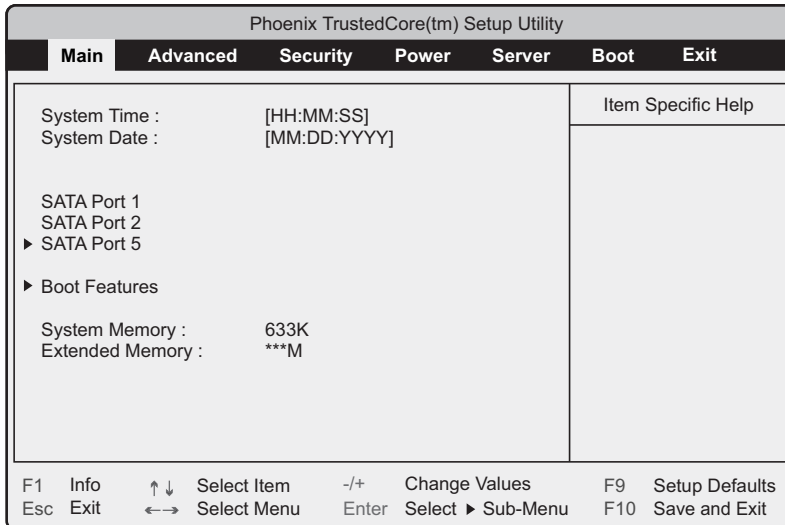 Phoenix TrustedCore(tm) Setup Utility
Main Advanced Security Power Server Boot Exit
Item Specific Help
System Time : [HH:MM:SS]
System Date : [MM:DD:YYYY]
SATA Port 1
SATA Port 2
▶ SATA Port 5
▶ Boot Features
System Memory : 633K
Extended Memory : ***M
F1 Info ↑↓ Select Item -/+ Change Values F9 Setup Defaults
Esc Exit ←→ Select Menu Enter Select ▶ Sub-Menu F10 Save and Exit